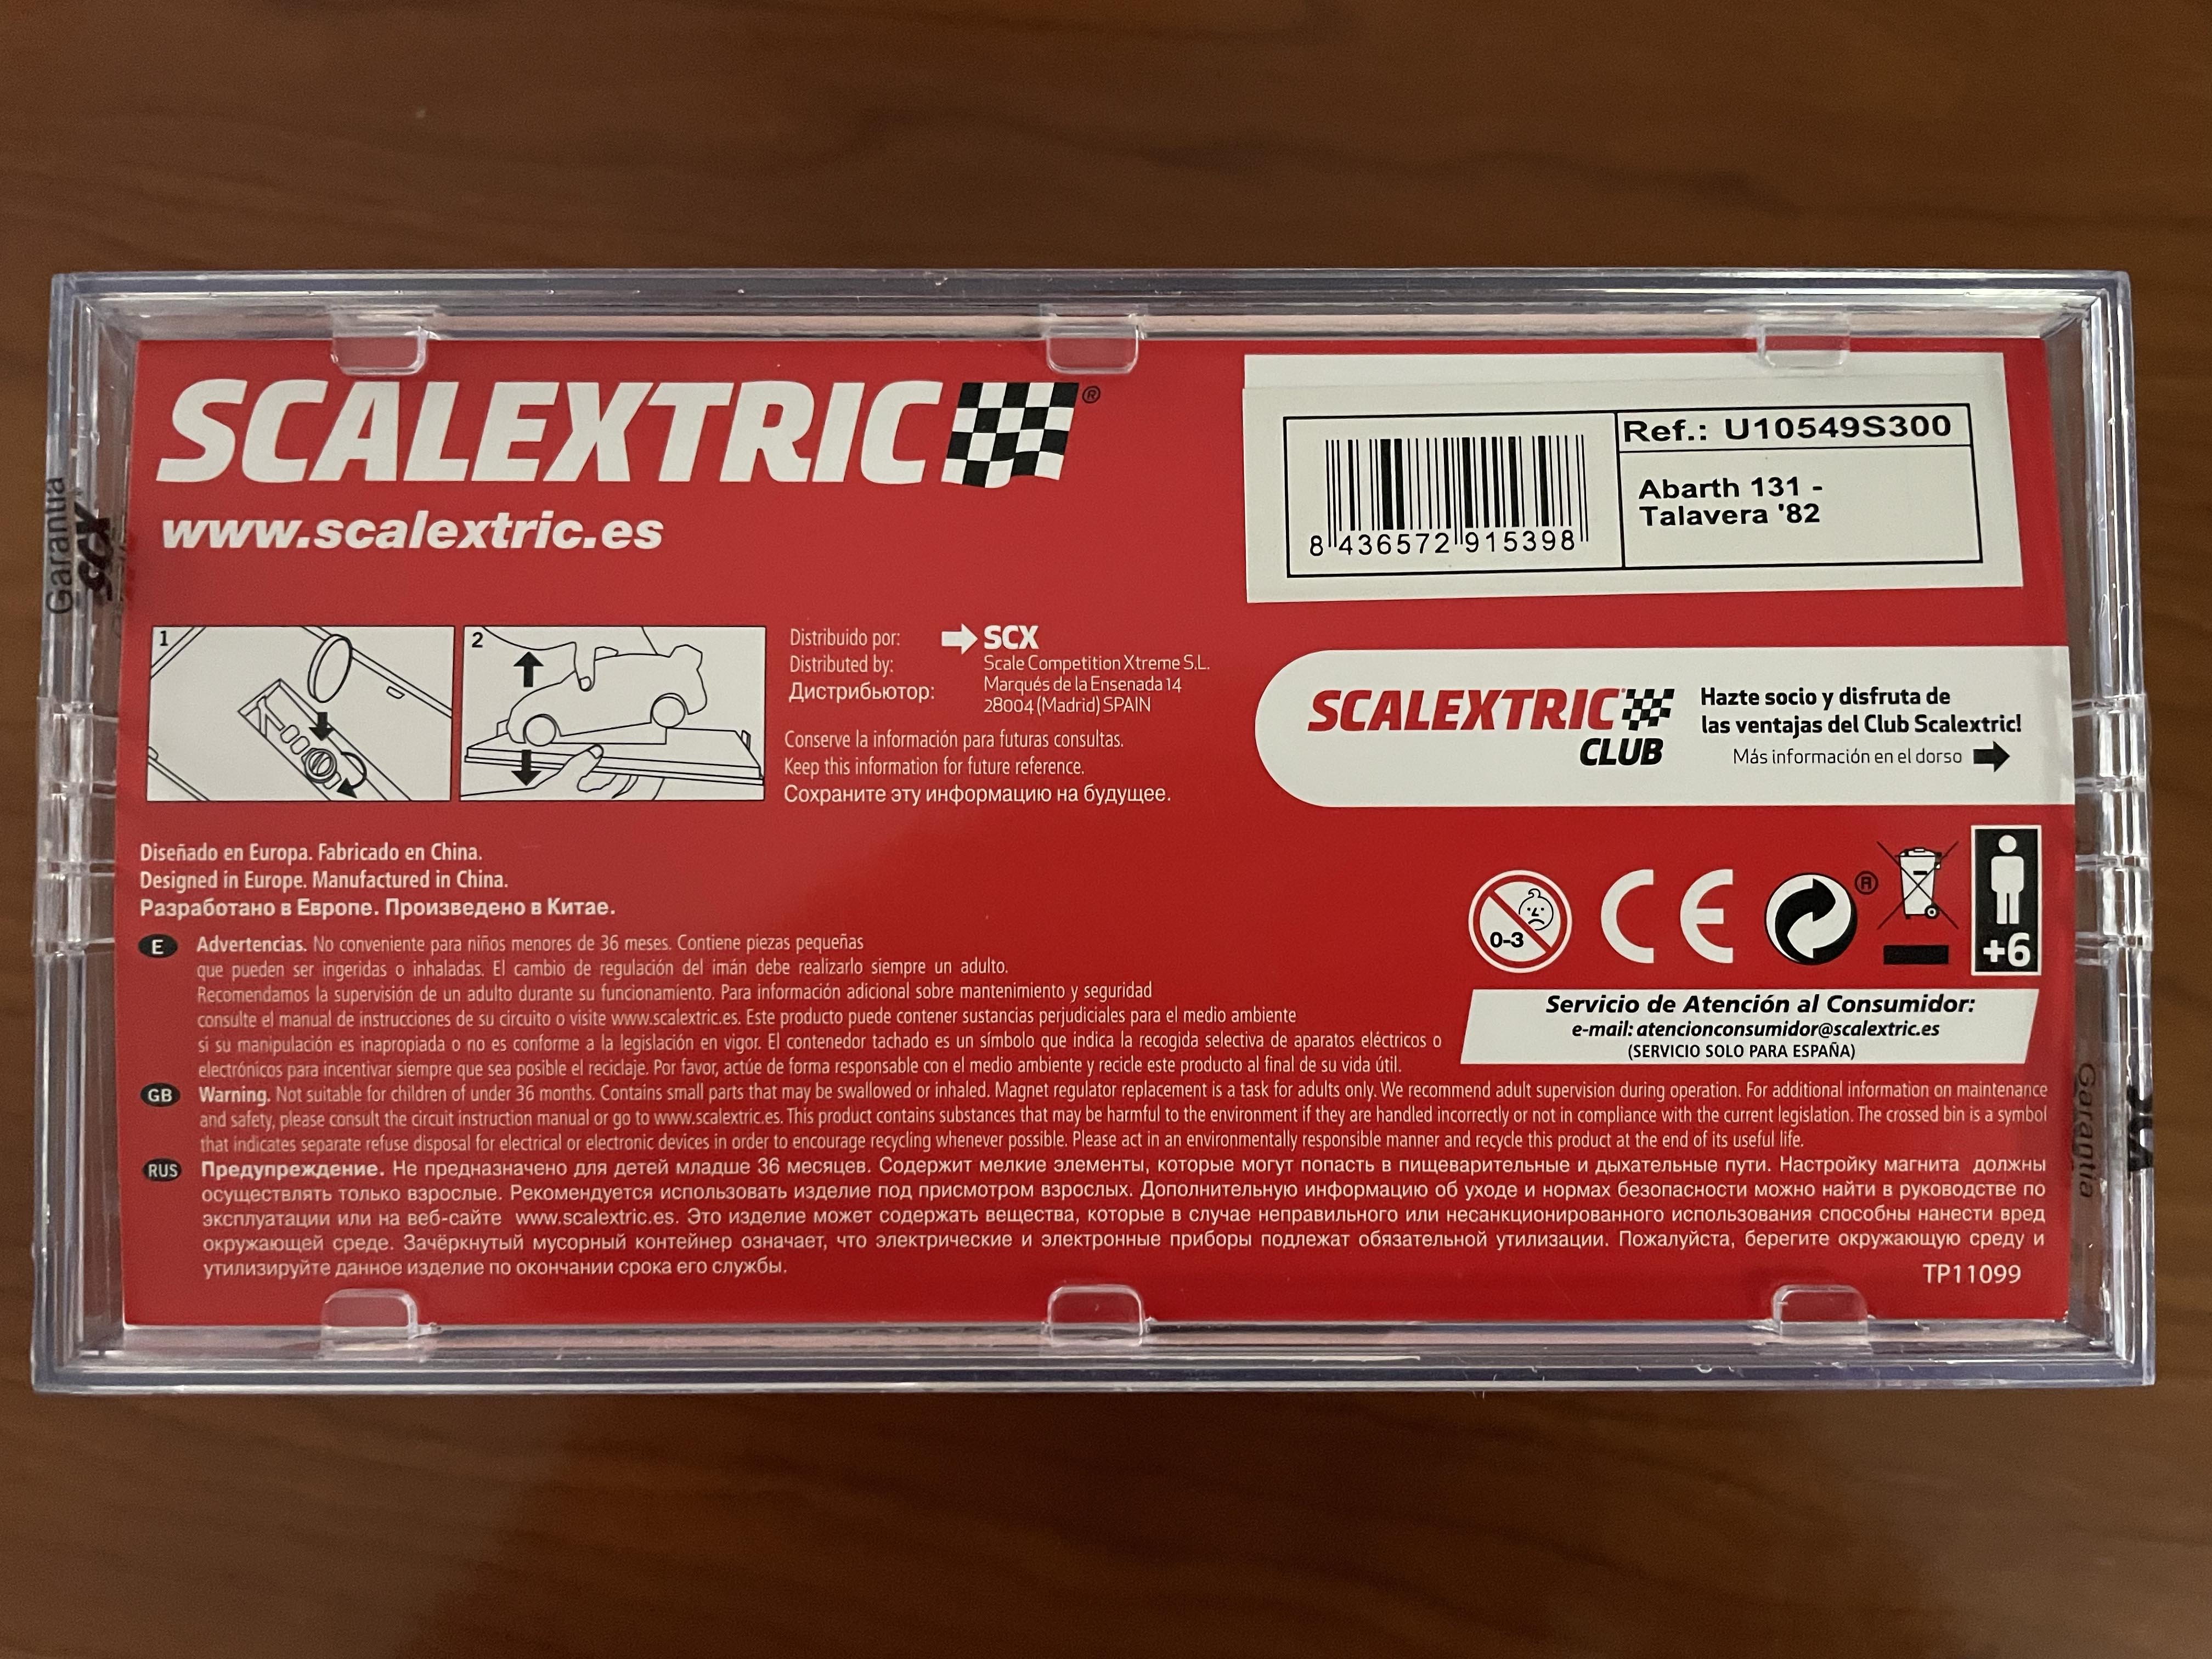 SCALEXTRIC®
www.scalextric.es
Ref.: U10549S300
Abarth 131 -
Talavera '82
8 436572 915398
Garantia
SCX
1
2
Distribuido por:
Distributed by:
Дистрибьютор:
SCX
Scale Competition Xtreme S.L.
Marqués de la Ensenada 14
28004 (Madrid) SPAIN
Conserve la información para futuras consultas.
Keep this information for future reference.
Сохраните эту информацию на будущее.
SCALEXTRIC
CLUB
Hazte socio y disfruta de
las ventajas del Club Scalextric!
Más información en el dorso
Diseñado en Europa. Fabricado en China.
Designed in Europe. Manufactured in China.
Разработано в Европе. Произведено в Китае.
0-3
CE
®
+6
Servicio de Atención al Consumidor:
e-mail: atencionconsumidor@scalextric.es
(SERVICIO SOLO PARA ESPAÑA)
E Advertencias. No conveniente para niños menores de 36 meses. Contiene piezas pequeñas
que pueden ser ingeridas o inhaladas. El cambio de regulación del imán debe realizarlo siempre un adulto.
Recomendamos la supervisión de un adulto durante su funcionamiento. Para información adicional sobre mantenimiento y seguridad
consulte el manual de instrucciones de su circuito o visite www.scalextric.es. Este producto puede contener sustancias perjudiciales para el medio ambiente
si su manipulación es inapropiada o no es conforme a la legislación en vigor. El contenedor tachado es un símbolo que indica la recogida selectiva de aparatos eléctricos o
electrónicos para incentivar siempre que sea posible el reciclaje. Por favor, actúe de forma responsable con el medio ambiente y recicle este producto al final de su vida útil.
GB Warning. Not suitable for children of under 36 months. Contains small parts that may be swallowed or inhaled. Magnet regulator replacement is a task for adults only. We recommend adult supervision during operation. For additional information on maintenance
and safety, please consult the circuit instruction manual or go to www.scalextric.es. This product contains substances that may be harmful to the environment if they are handled incorrectly or not in compliance with the current legislation. The crossed bin is a symbol
that indicates separate refuse disposal for electrical or electronic devices in order to encourage recycling whenever possible. Please act in an environmentally responsible manner and recycle this product at the end of its useful life.
RUS Предупреждение. Не предназначено для детей младше 36 месяцев. Содержит мелкие элементы, которые могут попасть в пищеварительные и дыхательные пути. Настройку магнита должны
осуществлять только взрослые. Рекомендуется использовать изделие под присмотром взрослых. Дополнительную информацию об уходе и нормах безопасности можно найти в руководстве по
эксплуатации или на веб-сайте www.scalextric.es. Это изделие может содержать вещества, которые в случае неправильного или несанкционированного использования способны нанести вред
окружающей среде. Зачёркнутый мусорный контейнер означает, что электрические и электронные приборы подлежат обязательной утилизации. Пожалуйста, берегите окружающую среду и
утилизируйте данное изделие по окончании срока его службы.
TP11099
Garantia